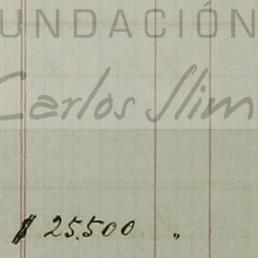 UNDACIÓN
Carlos Slim
$ 25.500 "